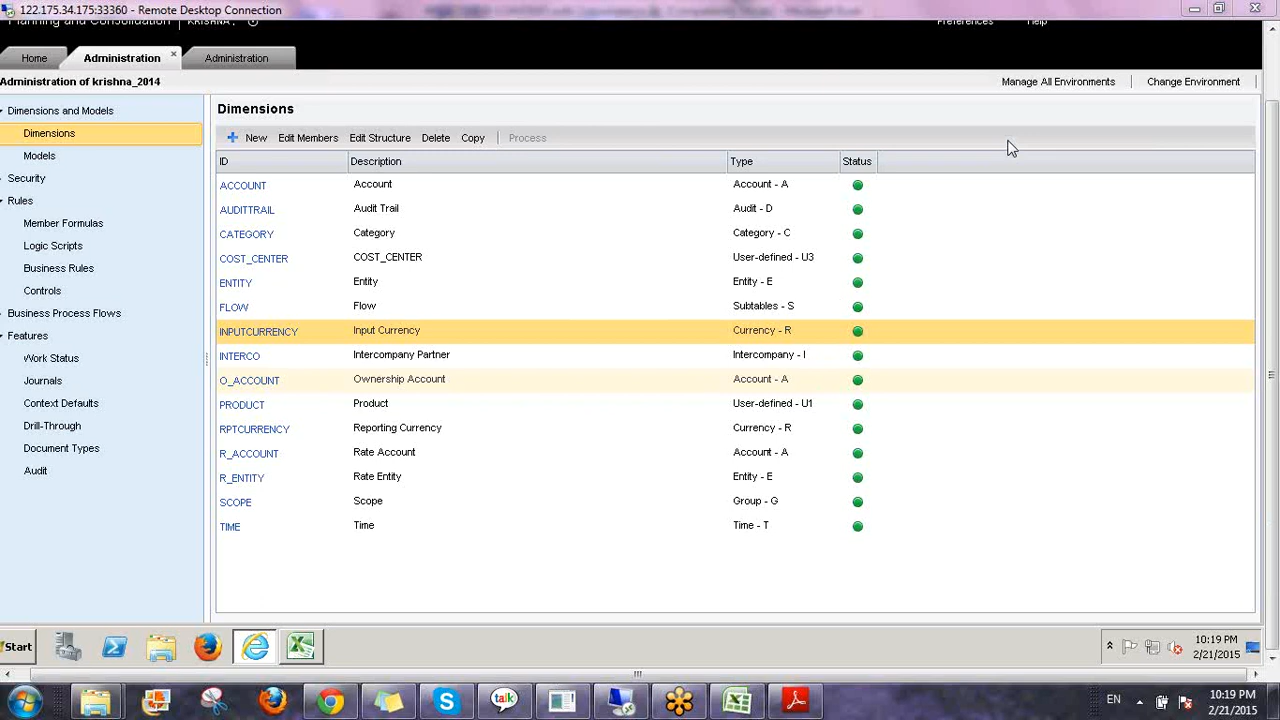 122.175.34.175:33360 - Remote Desktop Connection
Planning and Consolidation
KRISHNA
Preferences Help
Home Administration × Administration
Administration of krishna_2014
Manage All Environments Change Environment
Dimensions and Models
Dimensions
Models
Security
Rules
Member Formulas
Logic Scripts
Business Rules
Controls
Business Process Flows
Features
Work Status
Journals
Context Defaults
Drill-Through
Document Types
Audit
Dimensions
New Edit Members Edit Structure Delete Copy Process
ID Description Type Status
ACCOUNT Account Account - A
AUDITTRAIL Audit Trail Audit - D
CATEGORY Category Category - C
COST_CENTER COST_CENTER User-defined - U3
ENTITY Entity Entity - E
FLOW Flow Subtables - S
INPUTCURRENCY Input Currency Currency - R
INTERCO Intercompany Partner Intercompany - I
O_ACCOUNT Ownership Account Account - A
PRODUCT Product User-defined - U1
RPTCURRENCY Reporting Currency Currency - R
R_ACCOUNT Rate Account Account - A
R_ENTITY Rate Entity Entity - E
SCOPE Scope Group - G
TIME Time Time - T
Start
10:19 PM
2/21/2015
talk
EN
10:19 PM
2/21/2015